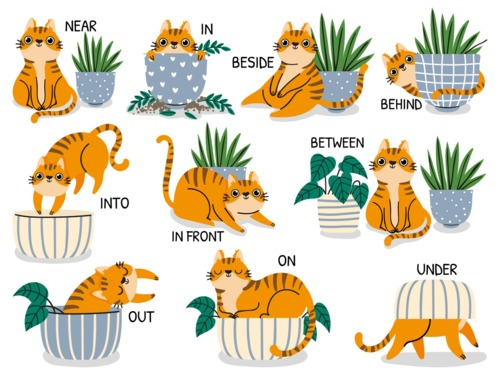 NEAR
IN
BESIDE
BEHIND
INTO
IN FRONT
BETWEEN
OUT
ON
UNDER